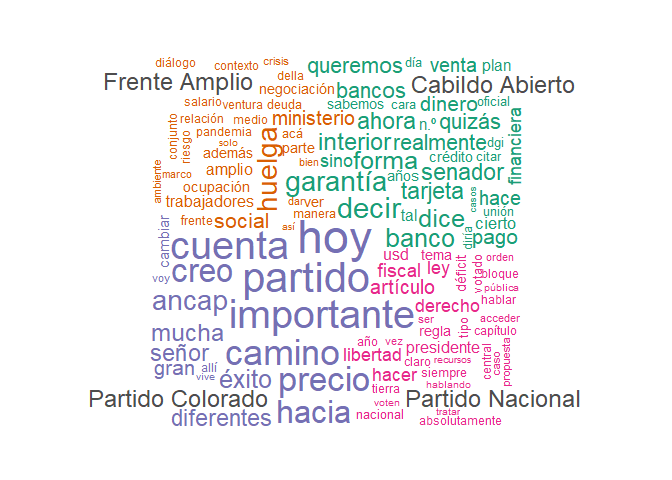 diálogo contexto crisis queremos día venta plan
Frente Amplio della Cabildo Abierto
negociación bancos
salario ventura deuda sabemos cara dinero oficial
relación medio ministerio ahora n.º quizás financiera
conjunto riesgo pandemia solo acá interior realmente dgi
además huelga parte sino forma crédito citar
ambiente marco amplio bien garantía años senador casos
ocupación tarjeta hace
trabajadores dar ver decir tal unión
frente social manera dice diría cierto
cambiar así banco pago
cuenta hoy usd tema orden
voy creo partido fiscal ley déficit votado bloque
pública
artículo hablar
ancap importante derecho acceder
ser tipo
mucha regla capítulo
señor camino año vez presidente
gran allí libertad claro recursos central caso propuesta
vive éxito precio hacer siempre
hablando
tierra
Partido Colorado voten Partido Nacional
diferentes hacia nacional tratar
absolutamente